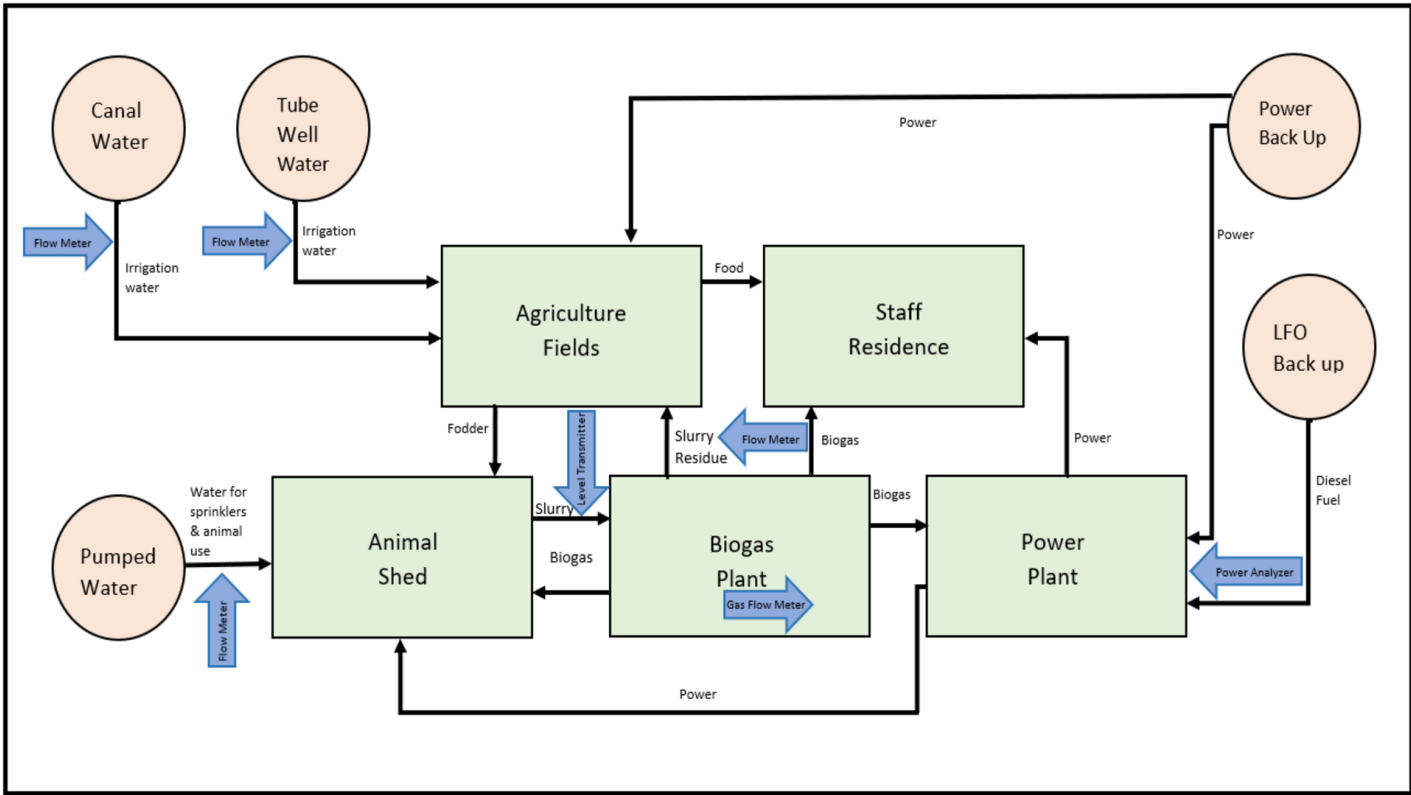 Canal
Water
Tube
Well
Water
Power
Back Up
Power
Flow Meter
Flow Meter
Irrigation
water
Irrigation
water
Power
Agriculture
Fields
Food
Staff
Residence
LFO
Back up
Fodder
Level Transmitter
Slurry
Residue
Flow Meter
Biogas
Power
Diesel
Fuel
Water for
sprinklers
& animal
use
Pumped
Water
Flow Meter
Animal
Shed
Slurry
Biogas
Biogas
Plant
Gas Flow Meter
Biogas
Power
Plant
Power Analyzer
Power